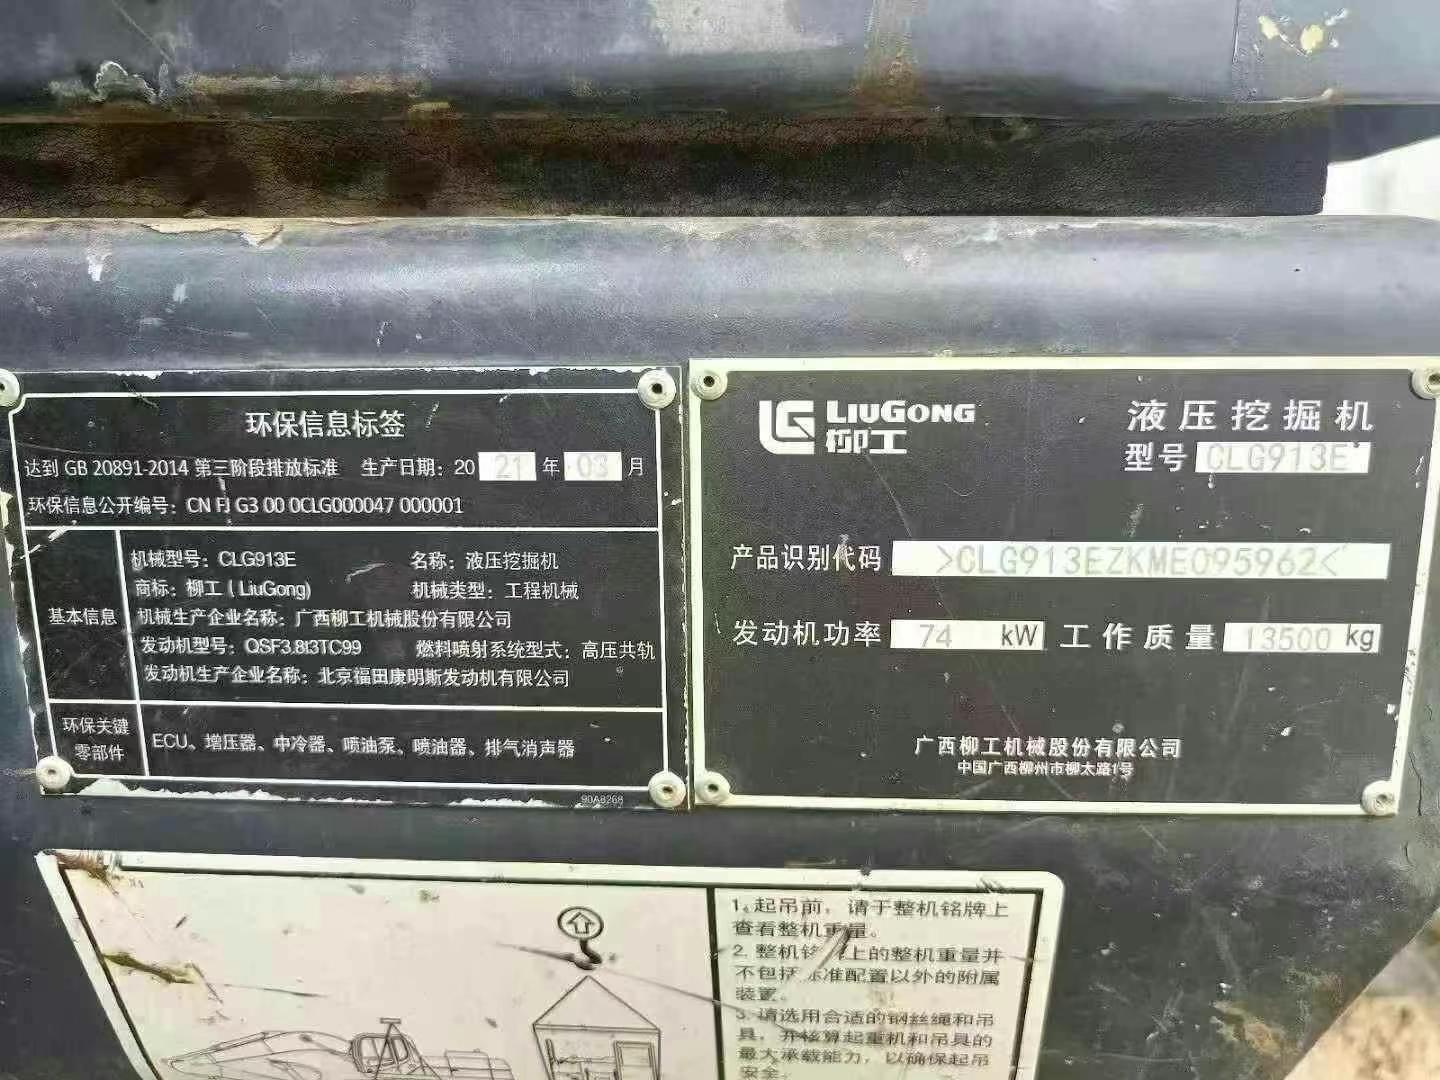 环保信息标签
达到 GB 20891-2014 第三阶段排放标准 生产日期: 2021 年 03 月
环保信息公开编号: CN FJ G3 00 0CLG000047 000001
基本信息
机械型号: CLG913E 名称: 液压挖掘机
商标: 柳工 ( LiuGong) 机械类型: 工程机械
机械生产企业名称: 广西柳工机械股份有限公司
发动机型号: QSF3.8t3TC99 燃料喷射系统型式: 高压共轨
发动机生产企业名称: 北京福田康明斯发动机有限公司
环保关键
零部件
ECU、增压器、中冷器、喷油泵、喷油器、排气消声器
90A8268
LIUGONG
柳工
液压挖掘机
型号 CLG913E
产品识别代码 >CLG913EZKME095962<
发动机功率 74 kW 工作质量 13500 kg
广西柳工机械股份有限公司
中国广西柳州市柳太路1号
1. 起吊前, 请于整机铭牌上
查看整机重量。
2. 整机铭 上的整机重量并
不包括标准配置以外的附属
装置。
3. 请选用合适的钢丝绳和吊
具, 并核算起重机和吊具的
最大承载能力, 以确保起吊
安全。